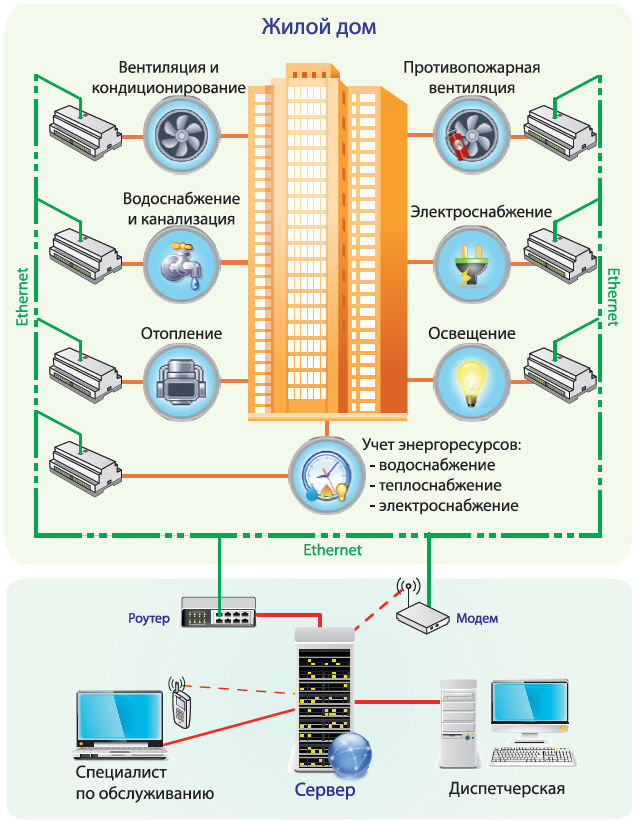 Жилой дом
Вентиляция и
кондиционирование
Противопожарная
вентиляция
Водоснабжение
и канализация
Электроснабжение
Ethernet
Ethernet
Отопление
Освещение
Учет энергоресурсов:
- водоснабжение
- теплоснабжение
- электроснабжение
Ethernet
Роутер
Модем
Специалист
по обслуживанию
Сервер
Диспетчерская